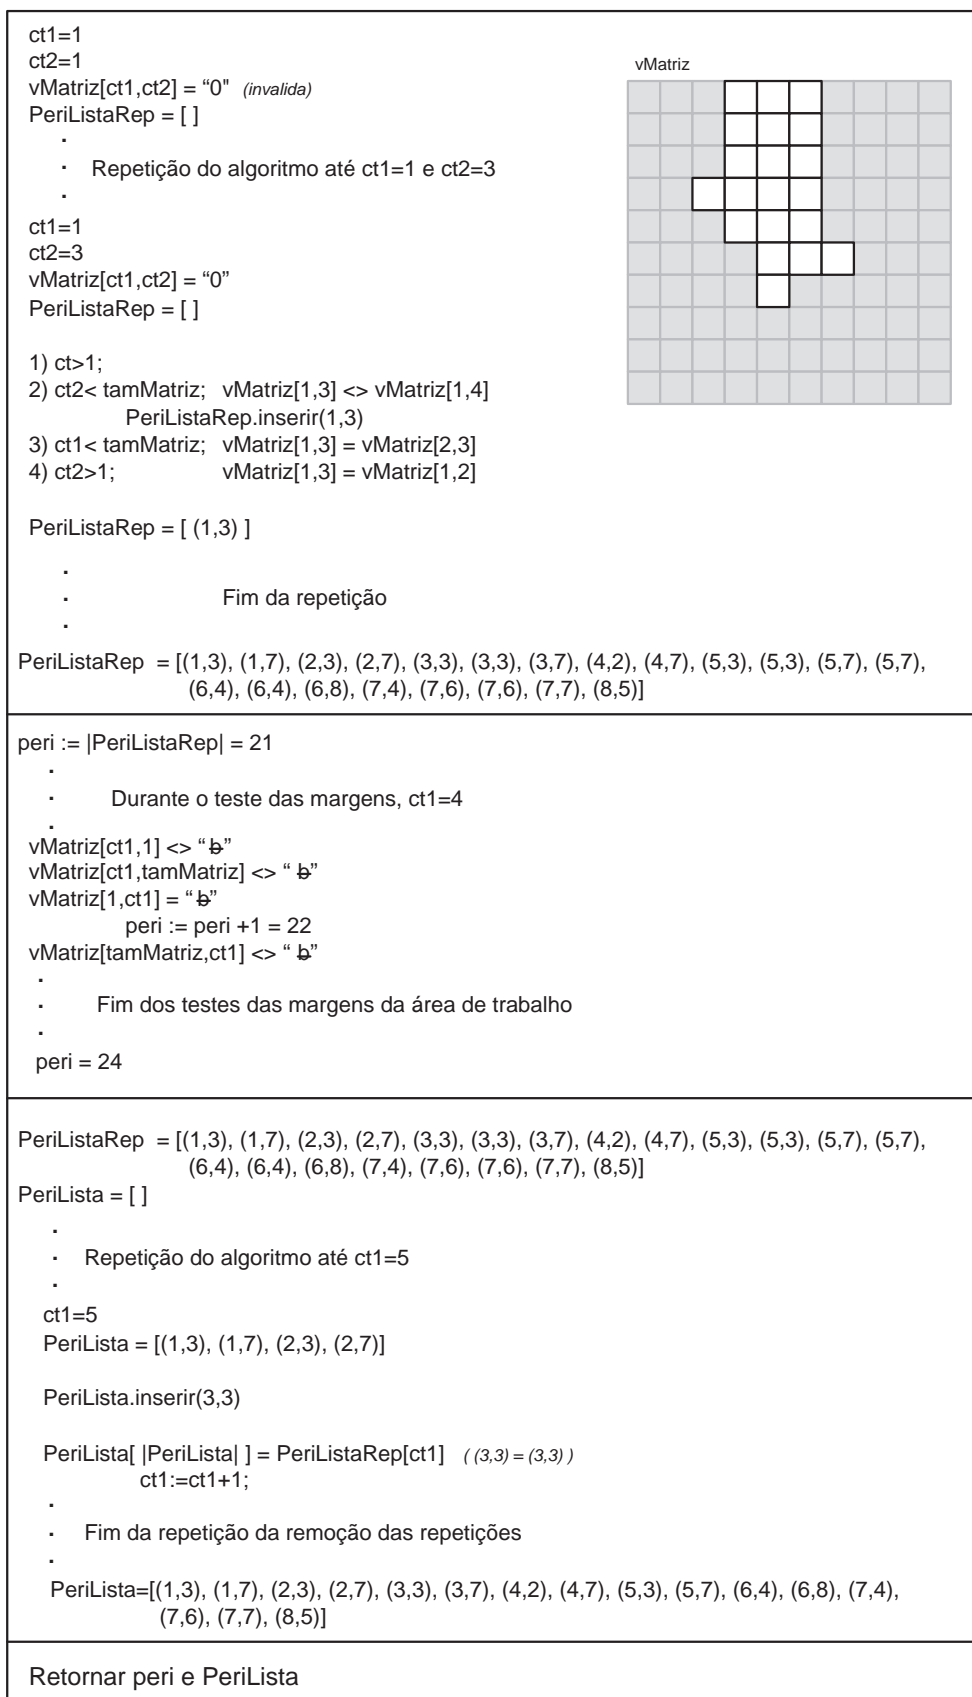 ct1=1
ct2=1
vMatriz
vMatriz[ct1,ct2] = “0" (invalida)
PeriListaRep = [ ]
Repetição do algoritmo até ct1=1 e ct2=3
ct1=1
ct2=3
vMatriz[ct1,ct2] = “0”
PeriListaRep = [ ]
1) ct>1;
2) ct2< tamMatriz; vMatriz[1,3] <> vMatriz[1,4]
PeriListaRep.inserir(1,3)
3) ct1< tamMatriz; vMatriz[1,3] = vMatriz[2,3]
4) ct2>1; vMatriz[1,3] = vMatriz[1,2]
PeriListaRep = [ (1,3) ]
Fim da repetição
PeriListaRep = [(1,3), (1,7), (2,3), (2,7), (3,3), (3,3), (3,7), (4,2), (4,7), (5,3), (5,3), (5,7), (5,7),
(6,4), (6,4), (6,8), (7,4), (7,6), (7,6), (7,7), (8,5)]
peri := |PeriListaRep| = 21
Durante o teste das margens, ct1=4
vMatriz[ct1,1] <> “ b”
vMatriz[ct1,tamMatriz] <> “ b”
vMatriz[1,ct1] = “ b”
peri := peri +1 = 22
vMatriz[tamMatriz,ct1] <> “ b”
Fim dos testes das margens da área de trabalho
peri = 24
PeriListaRep = [(1,3), (1,7), (2,3), (2,7), (3,3), (3,3), (3,7), (4,2), (4,7), (5,3), (5,3), (5,7), (5,7),
(6,4), (6,4), (6,8), (7,4), (7,6), (7,6), (7,7), (8,5)]
PeriLista = [ ]
Repetição do algoritmo até ct1=5
ct1=5
PeriLista = [(1,3), (1,7), (2,3), (2,7)]
PeriLista.inserir(3,3)
PeriLista[ |PeriLista| ] = PeriListaRep[ct1] ( (3,3) = (3,3) )
ct1:=ct1+1;
Fim da repetição da remoção das repetições
PeriLista=[(1,3), (1,7), (2,3), (2,7), (3,3), (3,7), (4,2), (4,7), (5,3), (5,7), (6,4), (6,8), (7,4),
(7,6), (7,7), (8,5)]
Retornar peri e PeriLista